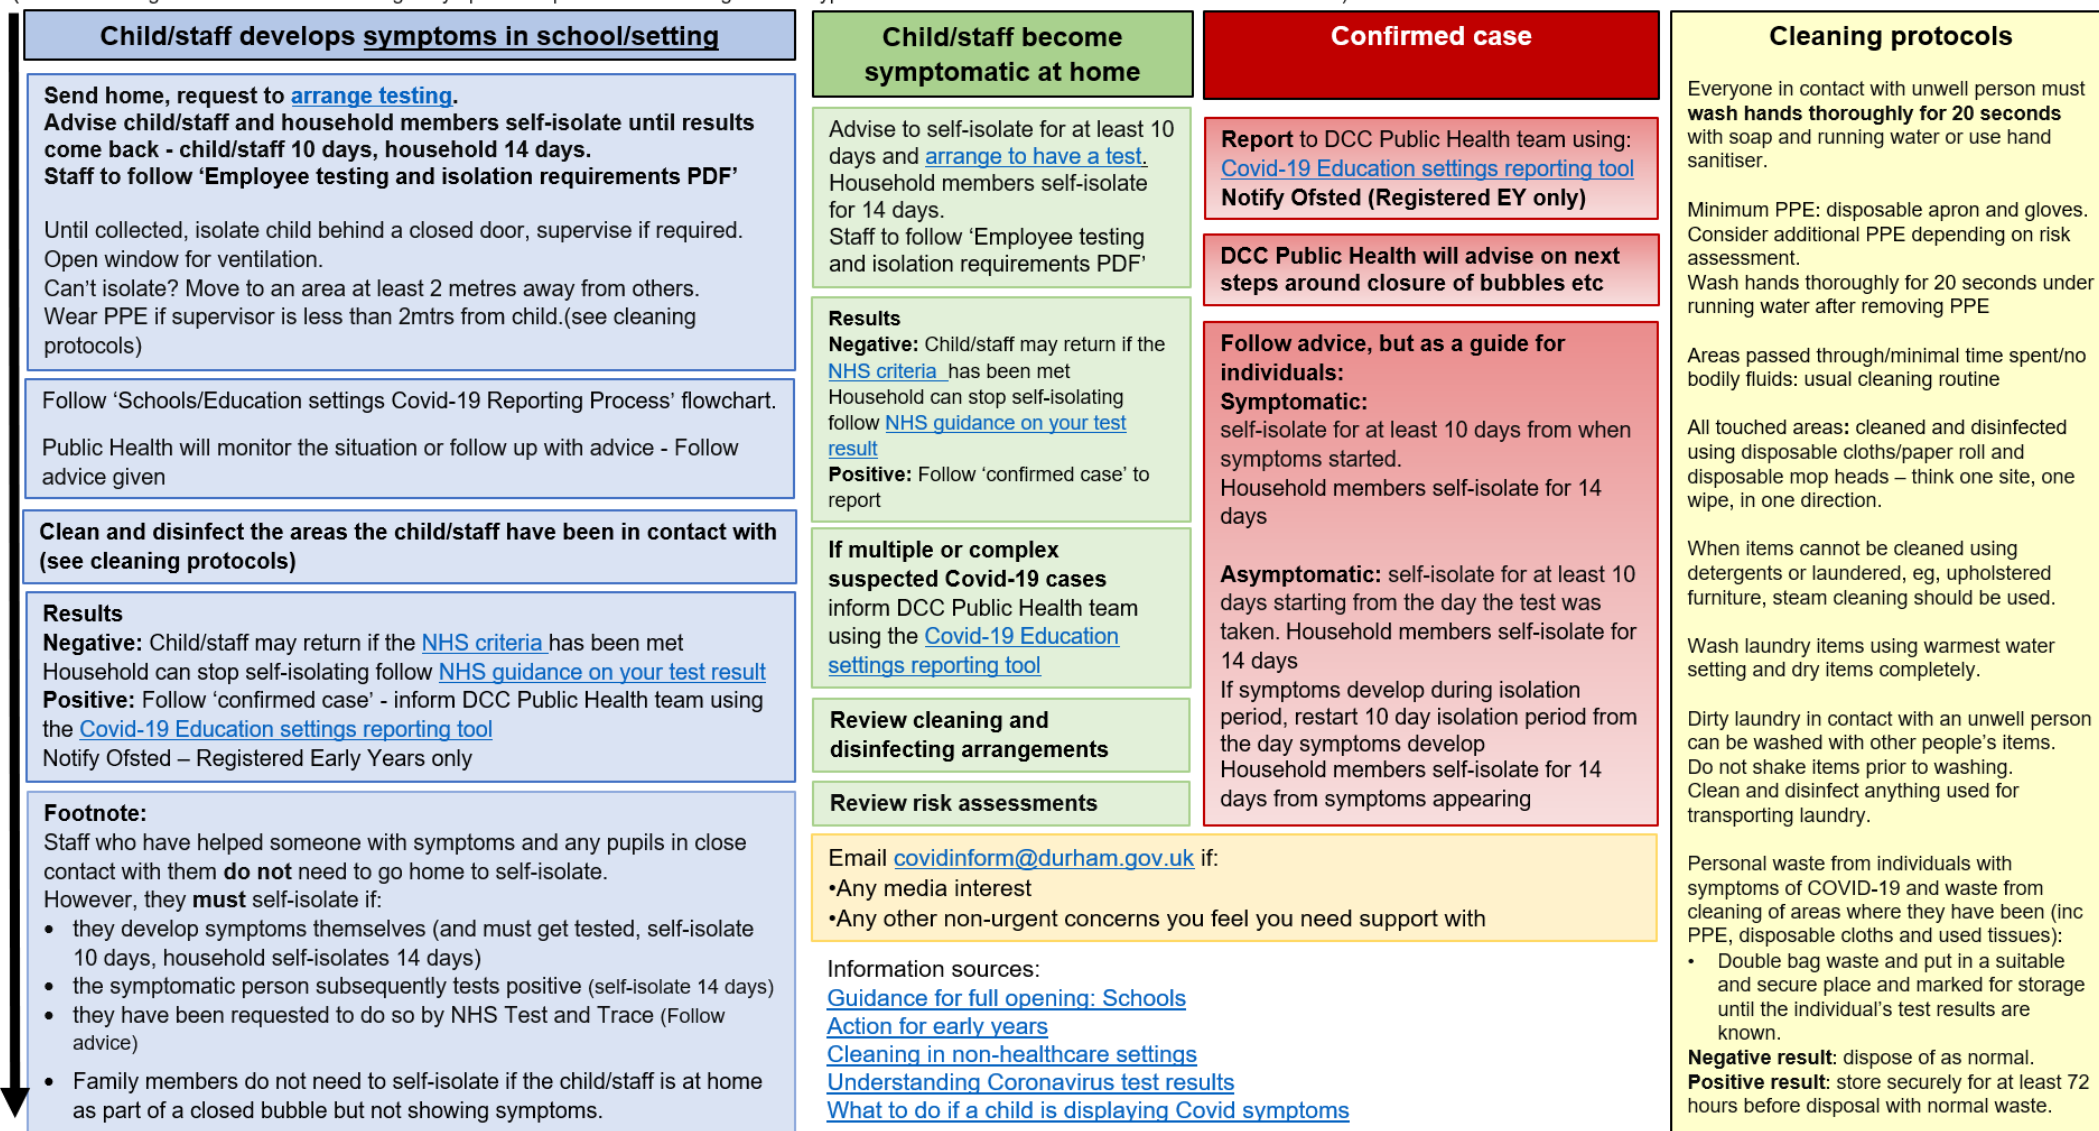 Child/staff develops symptoms in school/setting
Send home, request to arrange testing.
Advise child/staff and household members self-isolate until results
come back - child/staff 10 days, household 14 days.
Staff to follow ‘Employee testing and isolation requirements PDF’
Until collected, isolate child behind a closed door, supervise if required.
Open window for ventilation.
Can’t isolate? Move to an area at least 2 metres away from others.
Wear PPE if supervisor is less than 2mtrs from child.(see cleaning
protocols)
Follow ‘Schools/Education settings Covid-19 Reporting Process’ flowchart.
Public Health will monitor the situation or follow up with advice - Follow
advice given
Clean and disinfect the areas the child/staff have been in contact with
(see cleaning protocols)
Results
Negative: Child/staff may return if the NHS criteria has been met
Household can stop self-isolating follow NHS guidance on your test result
Positive: Follow ‘confirmed case’ - inform DCC Public Health team using
the Covid-19 Education settings reporting tool
Notify Ofsted – Registered Early Years only
Footnote:
Staff who have helped someone with symptoms and any pupils in close
contact with them do not need to go home to self-isolate.
However, they must self-isolate if:
• they develop symptoms themselves (and must get tested, self-isolate
10 days, household self-isolates 14 days)
• the symptomatic person subsequently tests positive (self-isolate 14 days)
• they have been requested to do so by NHS Test and Trace (Follow
advice)
• Family members do not need to self-isolate if the child/staff is at home
as part of a closed bubble but not showing symptoms.
Child/staff become
symptomatic at home
Advise to self-isolate for at least 10
days and arrange to have a test.
Household members self-isolate
for 14 days.
Staff to follow ‘Employee testing
and isolation requirements PDF’
Results
Negative: Child/staff may return if the
NHS criteria has been met
Household can stop self-isolating
follow NHS guidance on your test
result
Positive: Follow ‘confirmed case’ to
report
If multiple or complex
suspected Covid-19 cases
inform DCC Public Health team
using the Covid-19 Education
settings reporting tool
Review cleaning and
disinfecting arrangements
Review risk assessments
Confirmed case
Report to DCC Public Health team using:
Covid-19 Education settings reporting tool
Notify Ofsted (Registered EY only)
DCC Public Health will advise on next
steps around closure of bubbles etc
Follow advice, but as a guide for
individuals:
Symptomatic:
self-isolate for at least 10 days from when
symptoms started.
Household members self-isolate for 14
days
Asymptomatic: self-isolate for at least 10
days starting from the day the test was
taken. Household members self-isolate for
14 days
If symptoms develop during isolation
period, restart 10 day isolation period from
the day symptoms develop
Household members self-isolate for 14
days from symptoms appearing
Email covidinform@durham.gov.uk if:
•Any media interest
•Any other non-urgent concerns you feel you need support with
Information sources:
Guidance for full opening: Schools
Action for early years
Cleaning in non-healthcare settings
Understanding Coronavirus test results
What to do if a child is displaying Covid symptoms
Cleaning protocols
Everyone in contact with unwell person must
wash hands thoroughly for 20 seconds
with soap and running water or use hand
sanitiser.
Minimum PPE: disposable apron and gloves.
Consider additional PPE depending on risk
assessment.
Wash hands thoroughly for 20 seconds under
running water after removing PPE
Areas passed through/minimal time spent/no
bodily fluids: usual cleaning routine
All touched areas: cleaned and disinfected
using disposable cloths/paper roll and
disposable mop heads – think one site, one
wipe, in one direction.
When items cannot be cleaned using
detergents or laundered, eg, upholstered
furniture, steam cleaning should be used.
Wash laundry items using warmest water
setting and dry items completely.
Dirty laundry in contact with an unwell person
can be washed with other people’s items.
Do not shake items prior to washing.
Clean and disinfect anything used for
transporting laundry.
Personal waste from individuals with
symptoms of COVID-19 and waste from
cleaning of areas where they have been (inc
PPE, disposable cloths and used tissues):
• Double bag waste and put in a suitable
and secure place and marked for storage
until the individual’s test results are
known.
Negative result: dispose of as normal.
Positive result: store securely for at least 72
hours before disposal with normal waste.